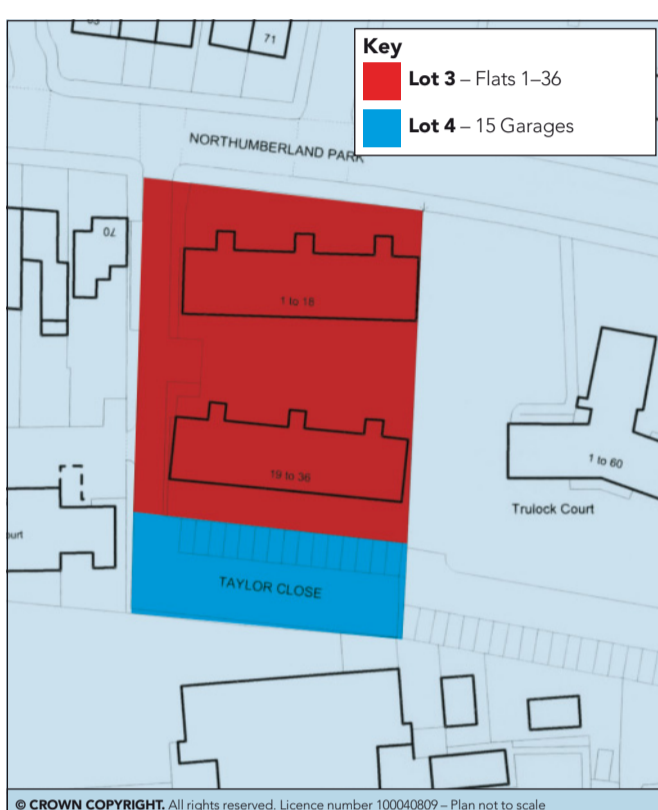 71
Key
Lot 3 – Flats 1–36
Lot 4 – 15 Garages
NORTHUMBERLAND PARK
70
1 to 18
19 to 36
1 to 60
Trulock Court
ourt
TAYLOR CLOSE
© CROWN COPYRIGHT. All rights reserved. Licence number 100040809 – Plan not to scale